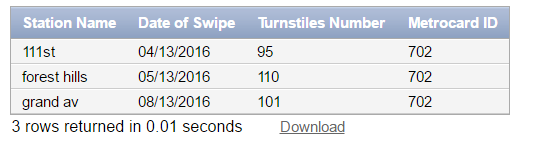 Station Name Date of Swipe Turnstiles Number Metrocard ID
111st 04/13/2016 95 702
forest hills 05/13/2016 110 702
grand av 08/13/2016 101 702
3 rows returned in 0.01 seconds Download